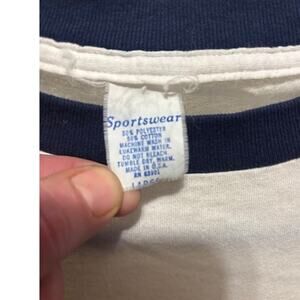 Sportswear
50% POLYESTER
50% COTTON
MACHINE WASH IN
LUKEWARM WATER.
DO NOT BLEACH
TUMBLE DRY, WARM.
MADE IN U.S.A.